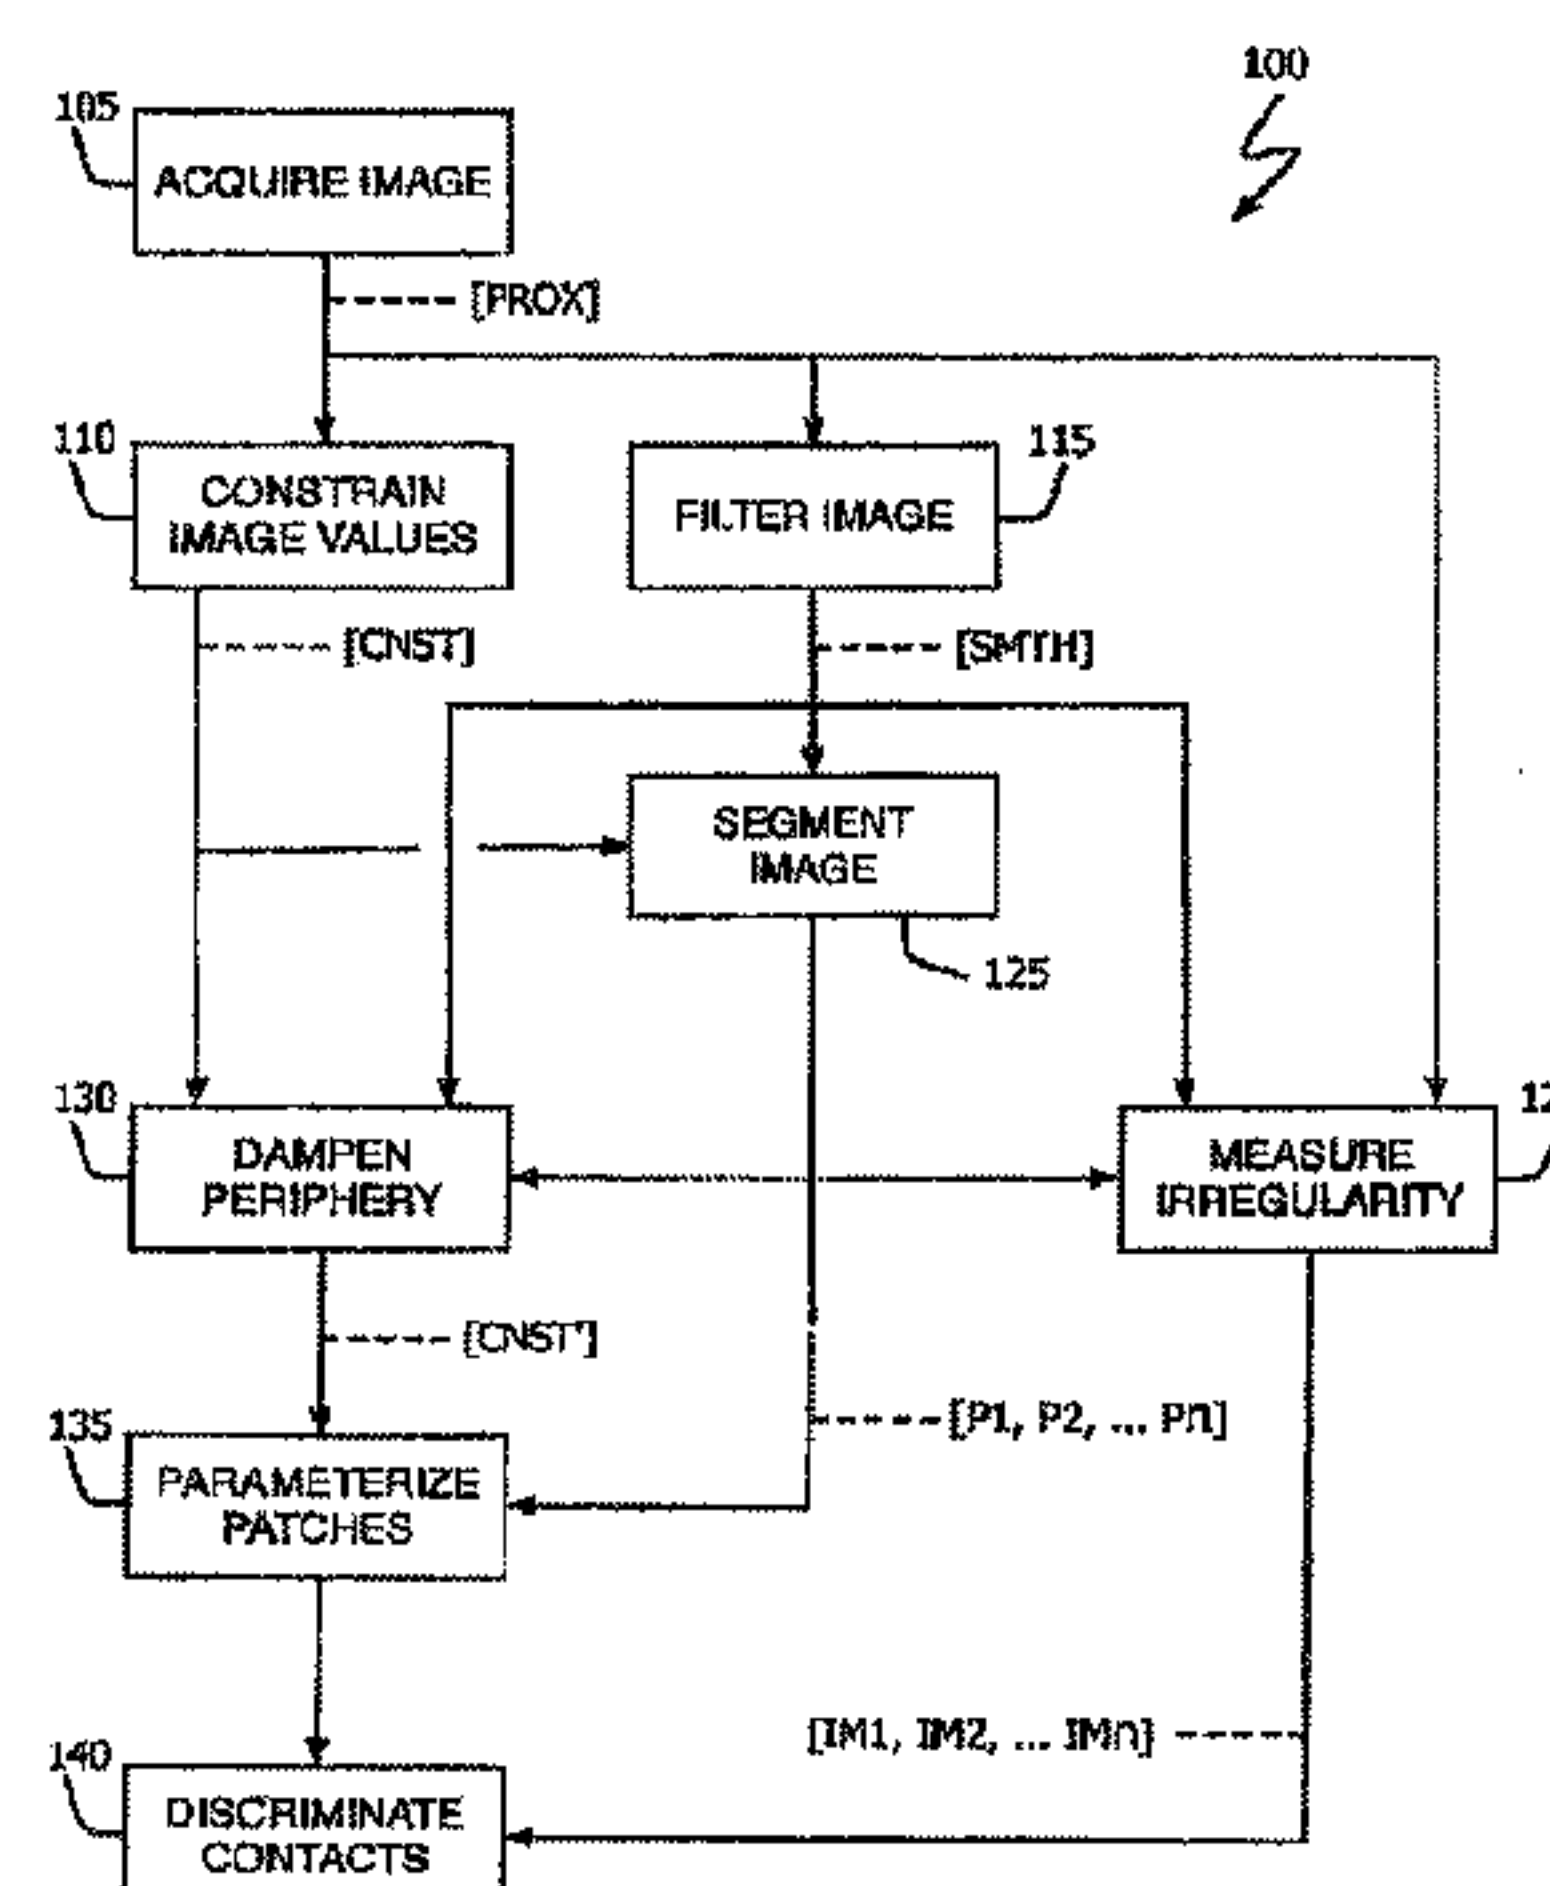 100
105
ACQUIRE IMAGE
[PROX]
110
CONSTRAIN
IMAGE VALUES
FILTER IMAGE
115
[CNST]
[SMTH]
SEGMENT
IMAGE
125
130
DAMPEN
PERIPHERY
MEASURE
IRREGULARITY
[CNST']
135
PARAMETERIZE
PATCHES
[P1, P2, ... Pn]
[IM1, IM2, ... IMn]
140
DISCRIMINATE
CONTACTS